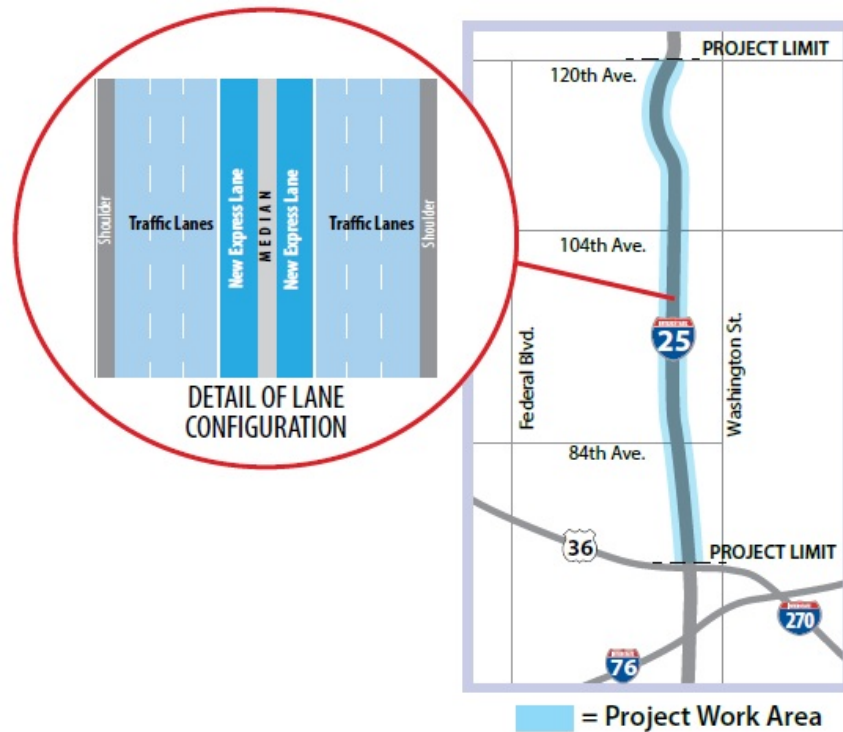 Shoulder
Traffic Lanes
New Express Lane
MEDIAN
New Express Lane
Traffic Lanes
Shoulder
DETAIL OF LANE
CONFIGURATION
PROJECT LIMIT
120th Ave.
104th Ave.
25
Federal Blvd.
Washington St.
84th Ave.
36
PROJECT LIMIT
270
76
= Project Work Area